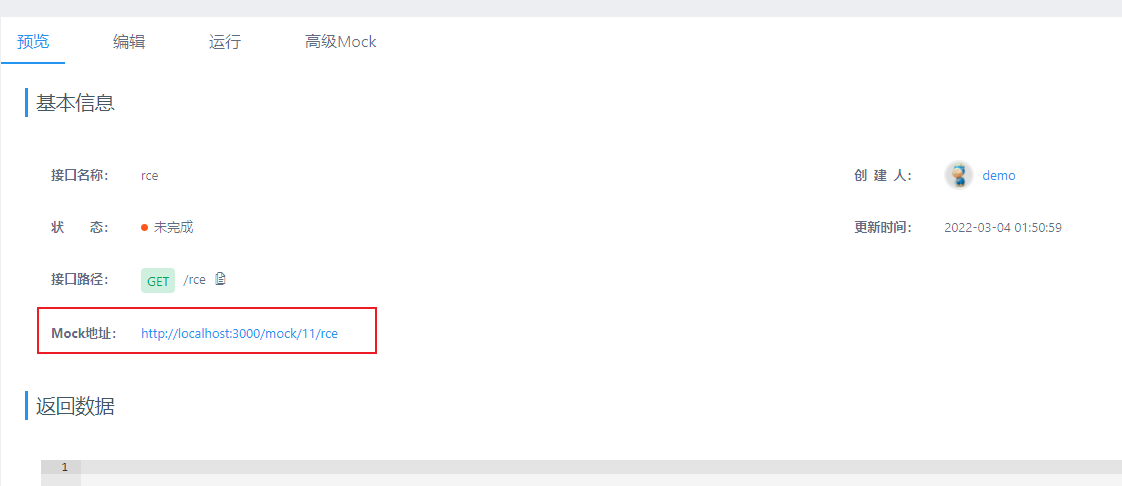 预览 编辑 运行 高级Mock
基本信息
接口名称: rce 创 建 人: demo
状 态: 未完成 更新时间: 2022-03-04 01:50:59
接口路径: GET /rce
Mock地址: http://localhost:3000/mock/11/rce
返回数据
1